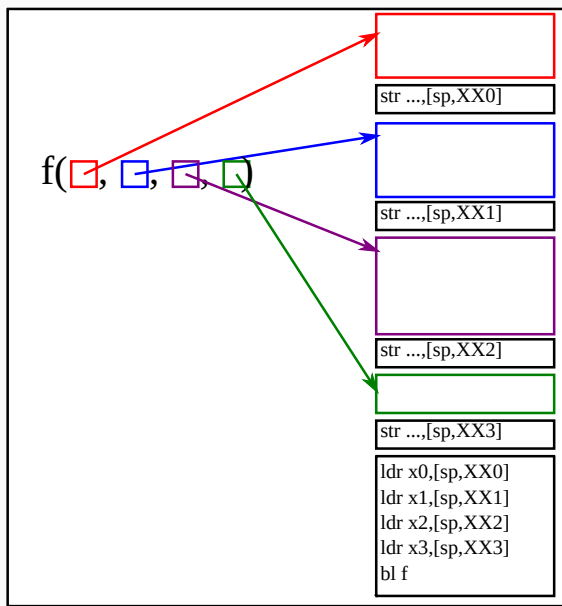 str ...,[sp,XX0]
f( , , , )
str ...,[sp,XX1]
str ...,[sp,XX2]
str ...,[sp,XX3]
ldr x0,[sp,XX0]
ldr x1,[sp,XX1]
ldr x2,[sp,XX2]
ldr x3,[sp,XX3]
bl f